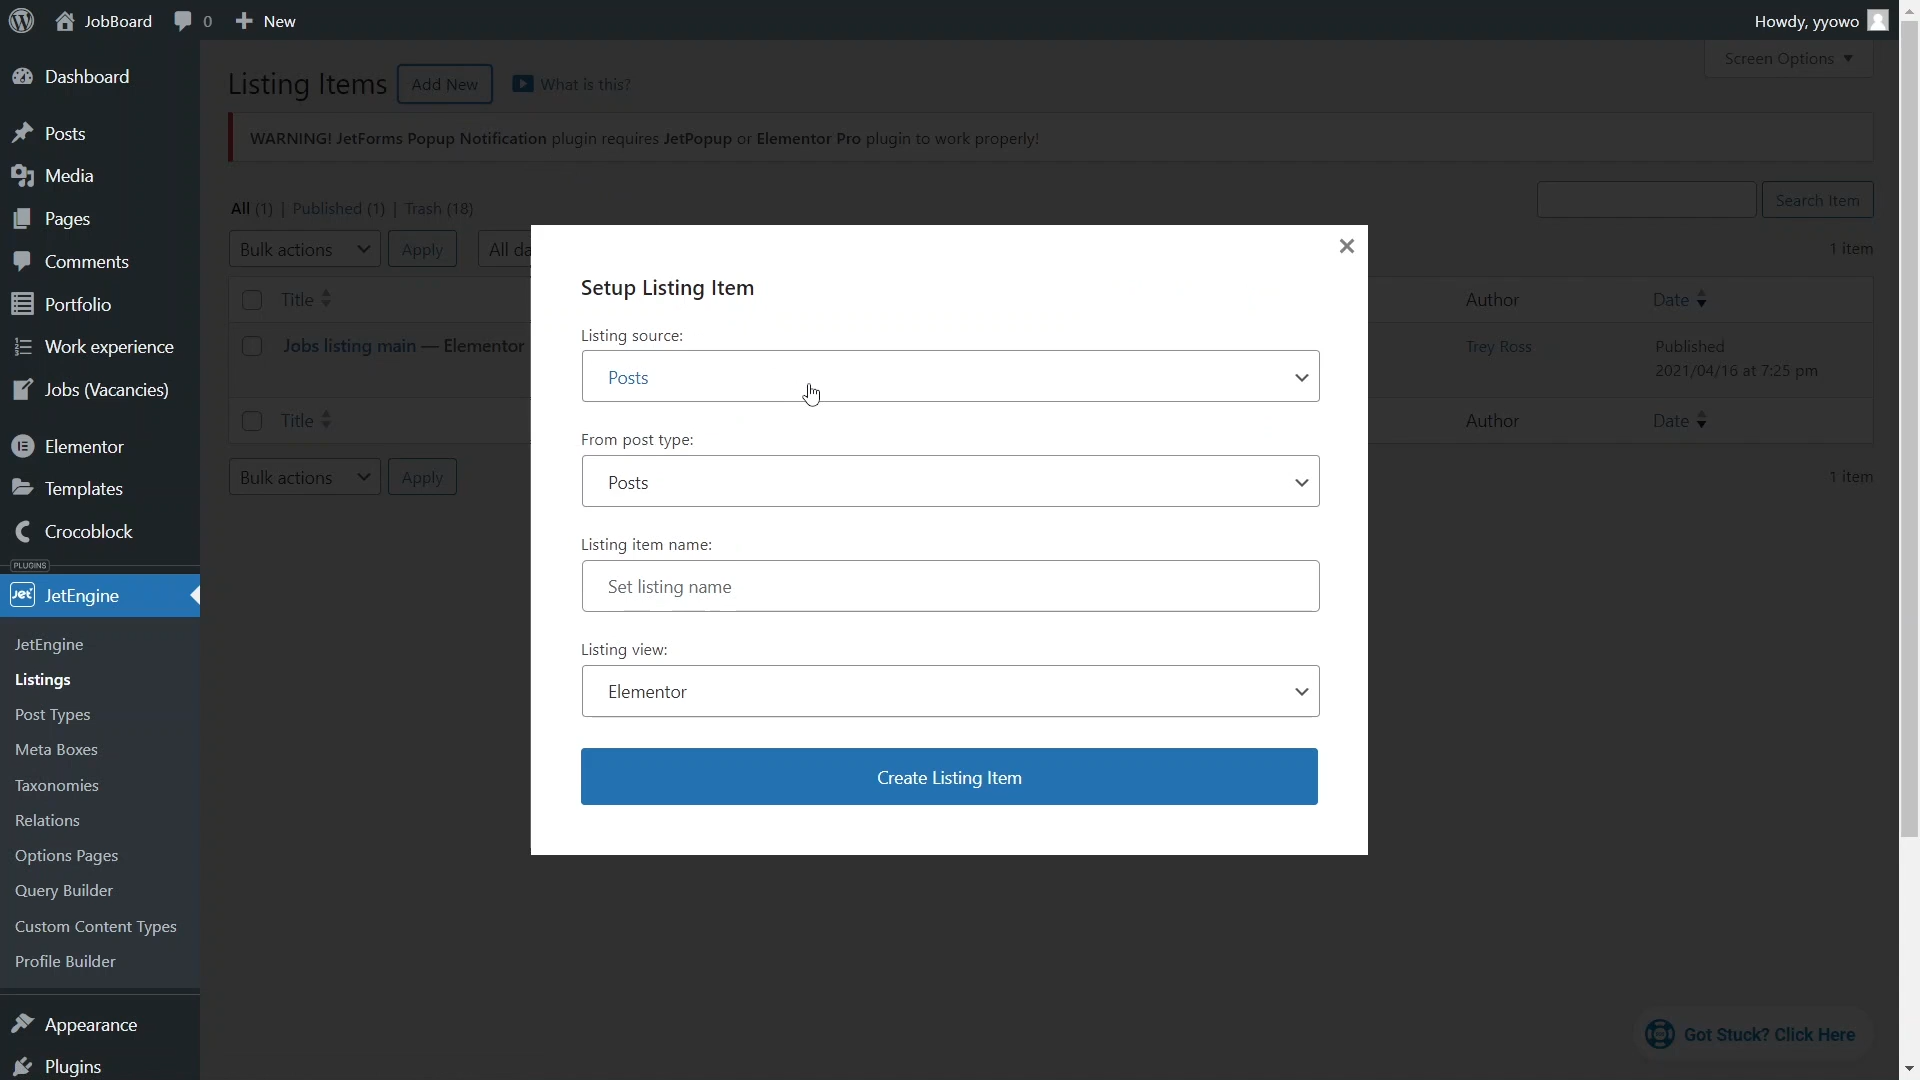 JobBoard 0 New Howdy, yyowo
Dashboard
Posts
Media
Pages
Comments
Portfolio
Work experience
Jobs (Vacancies)
Elementor
Templates
Crocoblock
PLUGINS
Jet JetEngine
JetEngine
Listings
Post Types
Meta Boxes
Taxonomies
Relations
Options Pages
Query Builder
Custom Content Types
Profile Builder
Appearance
Plugins
Screen Options
Listing Items Add New What is this?
WARNING! JetForms Popup Notification plugin requires JetPopup or Elementor Pro plugin to work properly!
All (1) | Published (1) | Trash (18)
Search Item
Bulk actions Apply All da 1 item
Title Author Date
Jobs listing main — Elementor Trey Ross Published
2021/04/16 at 7:25 pm
Title Author Date
Bulk actions Apply 1 item
Setup Listing Item
Listing source:
Posts
From post type:
Posts
Listing item name:
Set listing name
Listing view:
Elementor
Create Listing Item
Got Stuck? Click Here